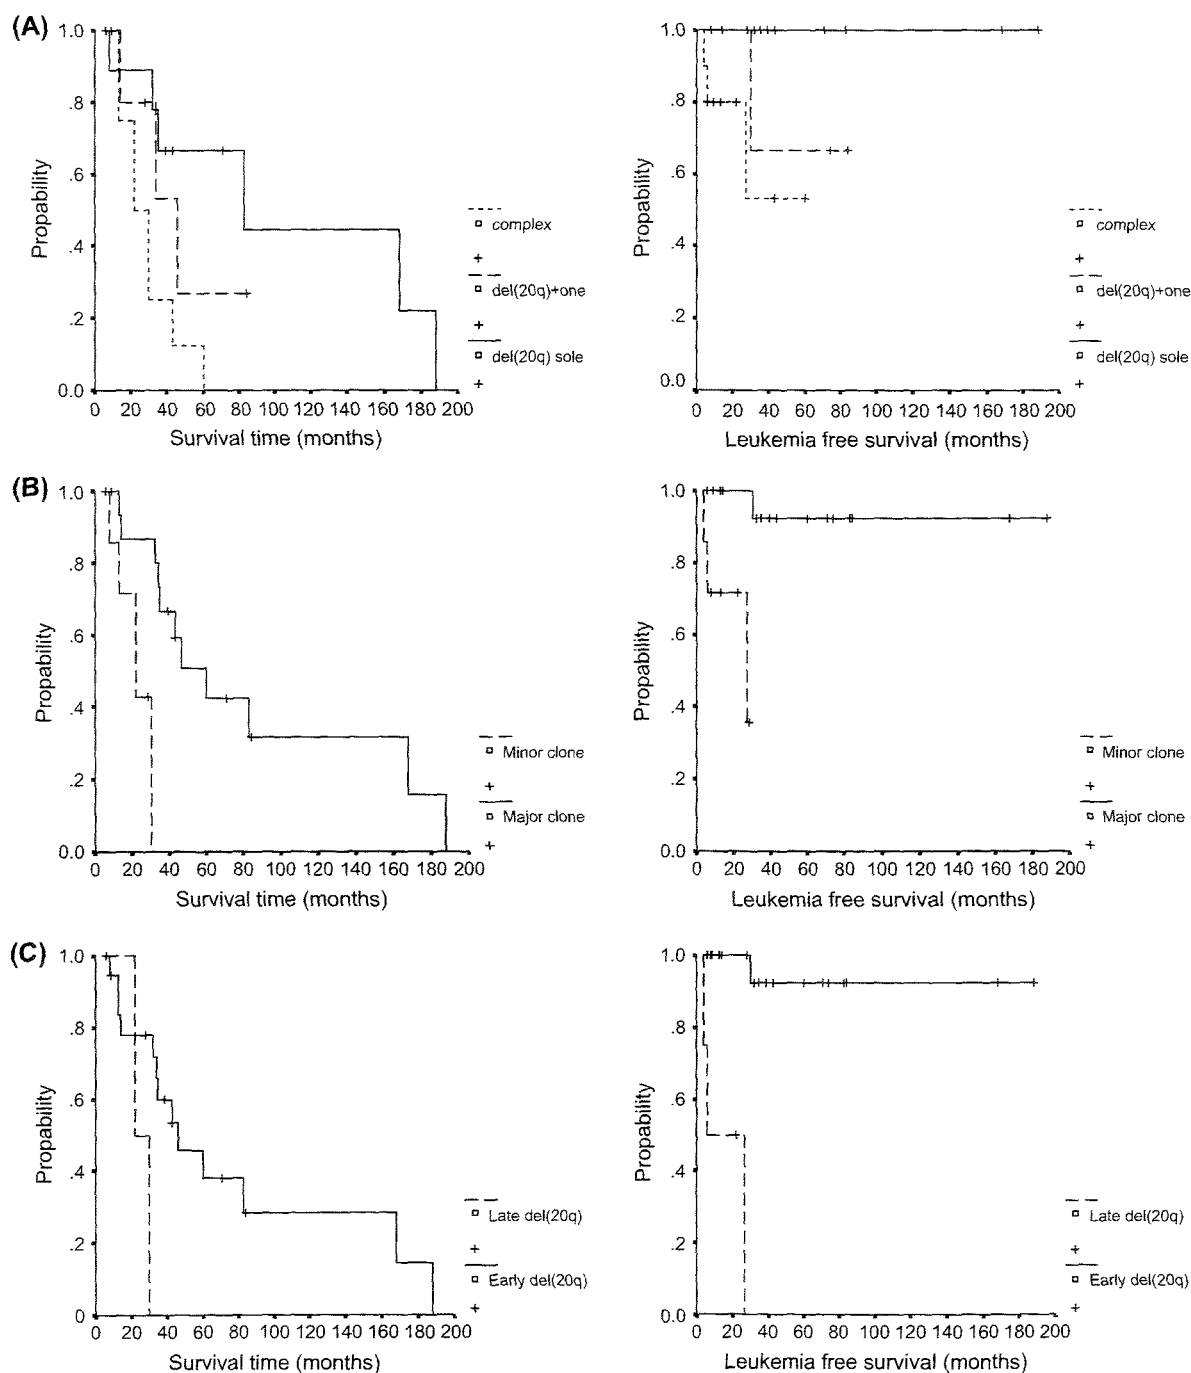 (A)
1.0
.8
.6
.4
.2
0.0
Propability
0 20 40 60 80 100 120 140 160 180 200
Survival time (months)
complex
del(20q)+one
del(20q) sole
1.0
.8
.6
.4
.2
0.0
Propability
0 20 40 60 80 100 120 140 160 180 200
Leukemia free survival (months)
complex
del(20q)+one
del(20q) sole
(B)
1.0
.8
.6
.4
.2
0.0
Propability
0 20 40 60 80 100 120 140 160 180 200
Survival time (months)
Minor clone
Major clone
1.0
.8
.6
.4
.2
0.0
Propability
0 20 40 60 80 100 120 140 160 180 200
Leukemia free survival (months)
Minor clone
Major clone
(C)
1.0
.8
.6
.4
.2
0
Propability
0 20 40 60 80 100 120 140 160 180 200
Survival time (months)
Late del(20q)
Early del(20q)
1.0
.8
.6
.4
.2
0.0
Propability
0 20 40 60 80 100 120 140 160 180 200
Leukemia free survival (months)
Late del(20q)
Early del(20q)